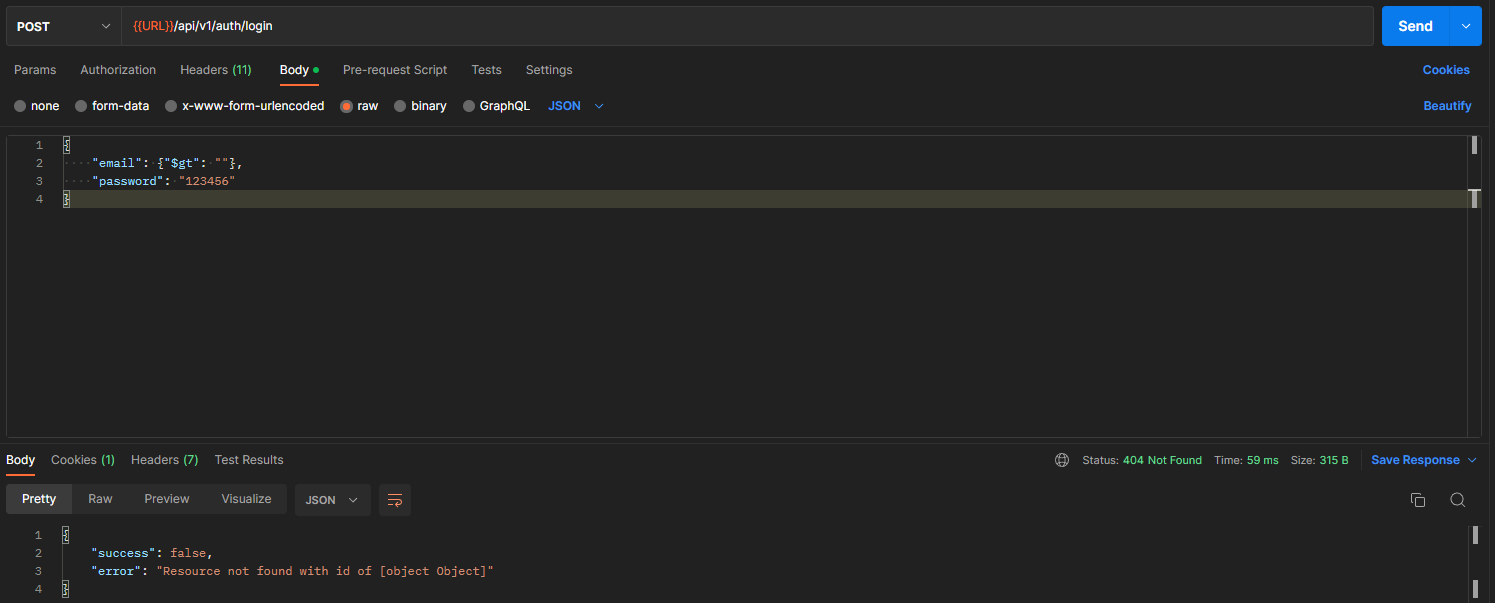 POST {{URL}}/api/v1/auth/login Send
Params Authorization Headers (11) Body Pre-request Script Tests Settings Cookies
none form-data x-www-form-urlencoded raw binary GraphQL JSON Beautify
1 {
2 "email": {"$gt": ""},
3 "password": "123456"
4 }
Body Cookies (1) Headers (7) Test Results Status: 404 Not Found Time: 59 ms Size: 315 B Save Response
Pretty Raw Preview Visualize JSON
1 {
2 "success": false,
3 "error": "Resource not found with id of [object Object]"
4 }